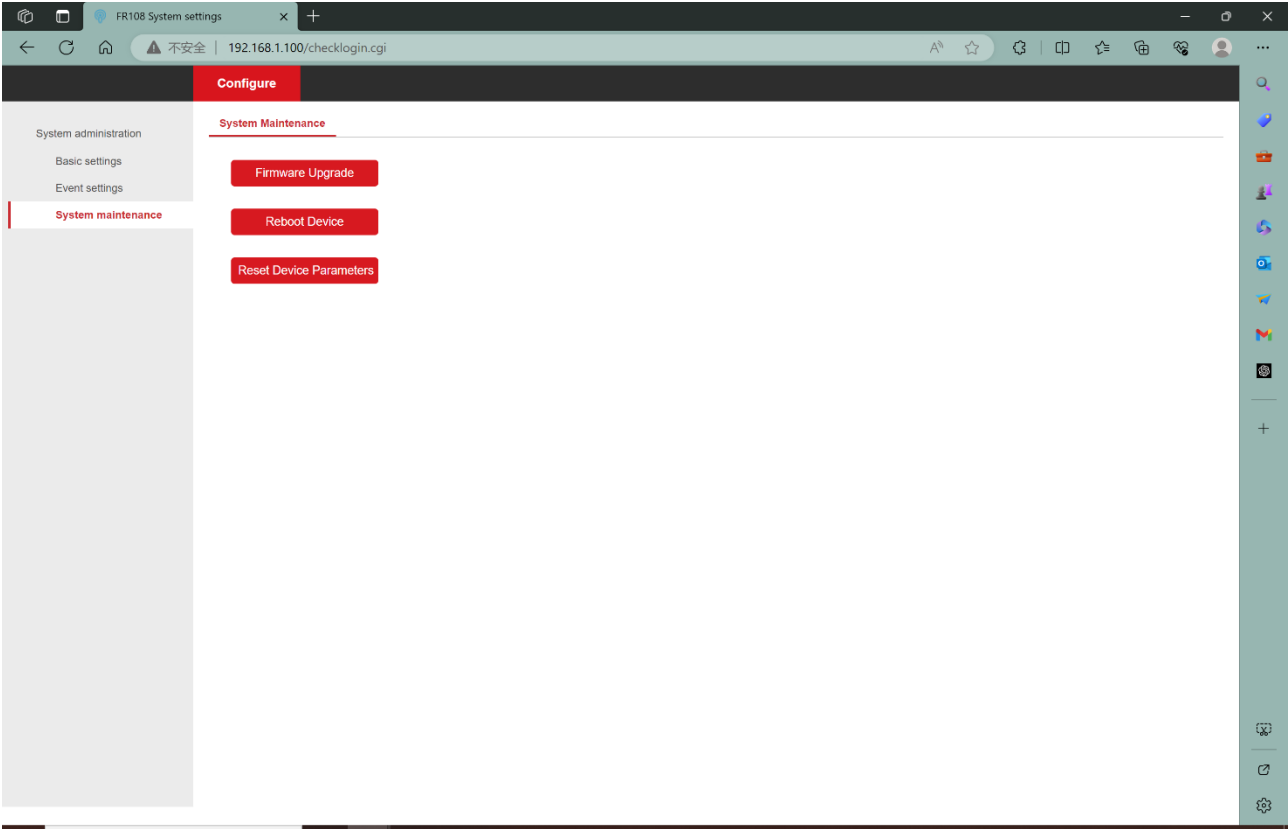 FR108 System settings
不安全 | 192.168.1.100/checklogin.cgi
Configure
System administration
Basic settings
Event settings
System maintenance
System Maintenance
Firmware Upgrade
Reboot Device
Reset Device Parameters